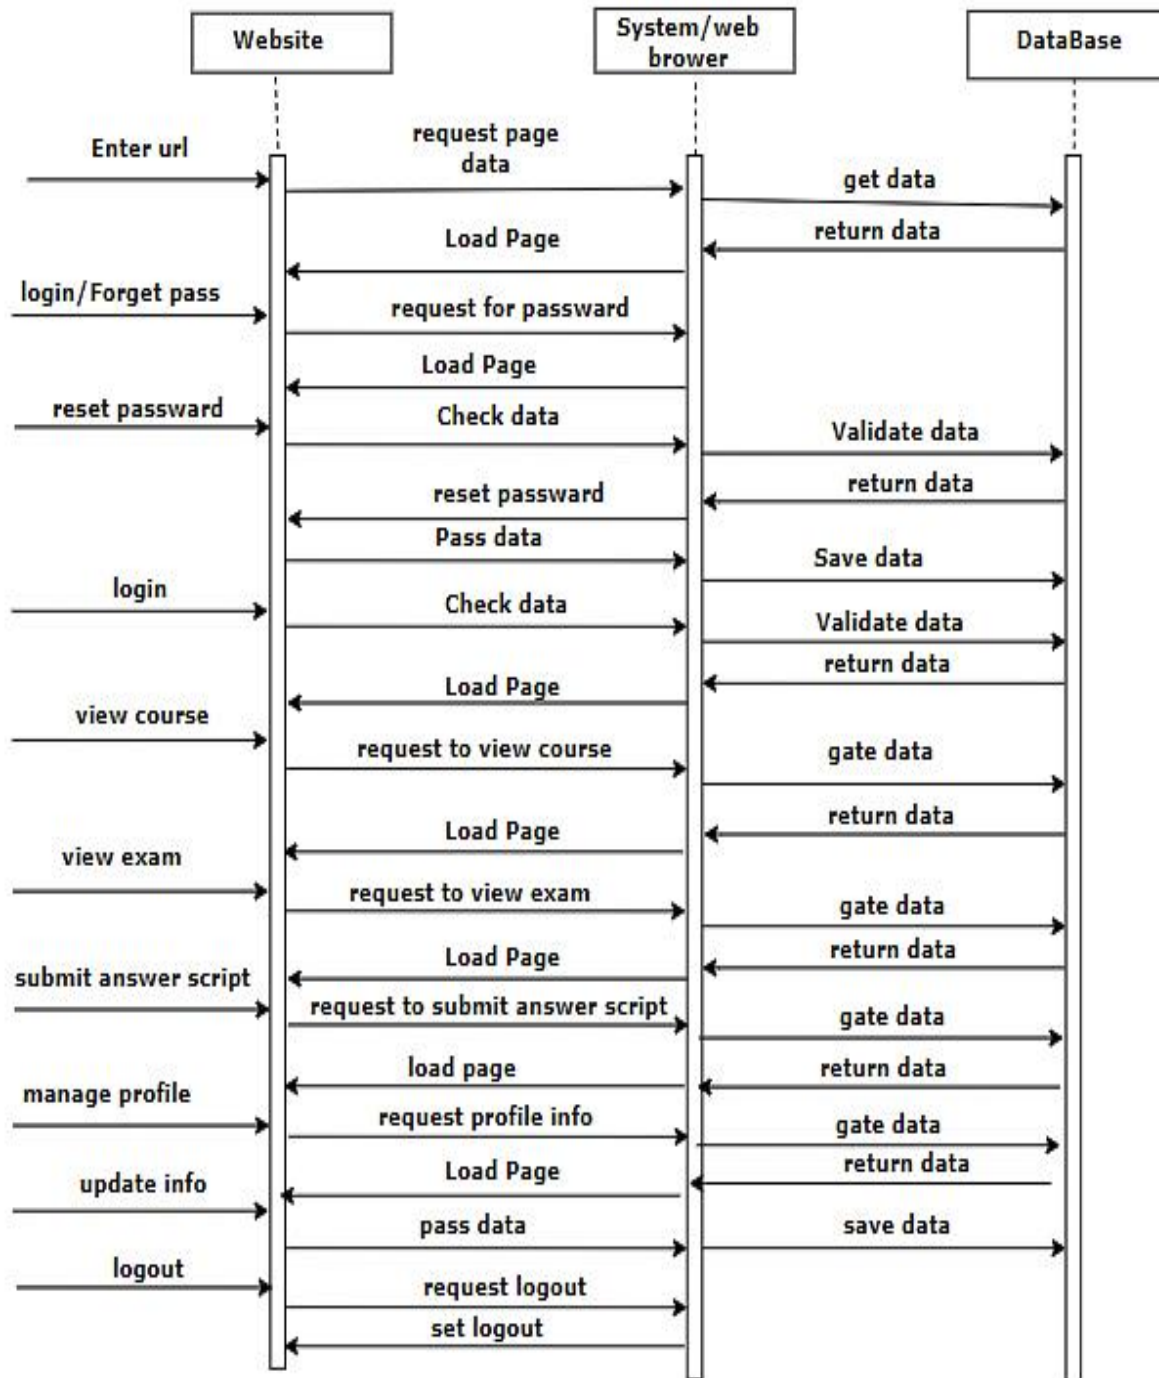 Website
System/web
brower
DataBase
Enter url
request page
data
get data
return data
Load Page
login/Forget pass
request for passward
Load Page
reset passward
Check data
Validate data
return data
reset passward
Pass data
Save data
login
Check data
Validate data
return data
Load Page
view course
request to view course
gate data
return data
Load Page
view exam
request to view exam
gate data
return data
Load Page
submit answer script
request to submit answer script
gate data
return data
load page
manage profile
request profile info
gate data
return data
Load Page
update info
pass data
save data
logout
request logout
set logout